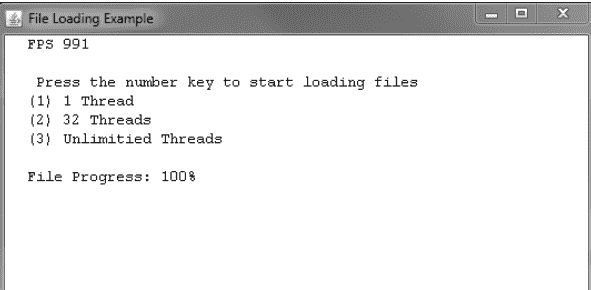 File Loading Example
FPS 991
Press the number key to start loading files
(1) 1 Thread
(2) 32 Threads
(3) Unlimitied Threads
File Progress: 100%